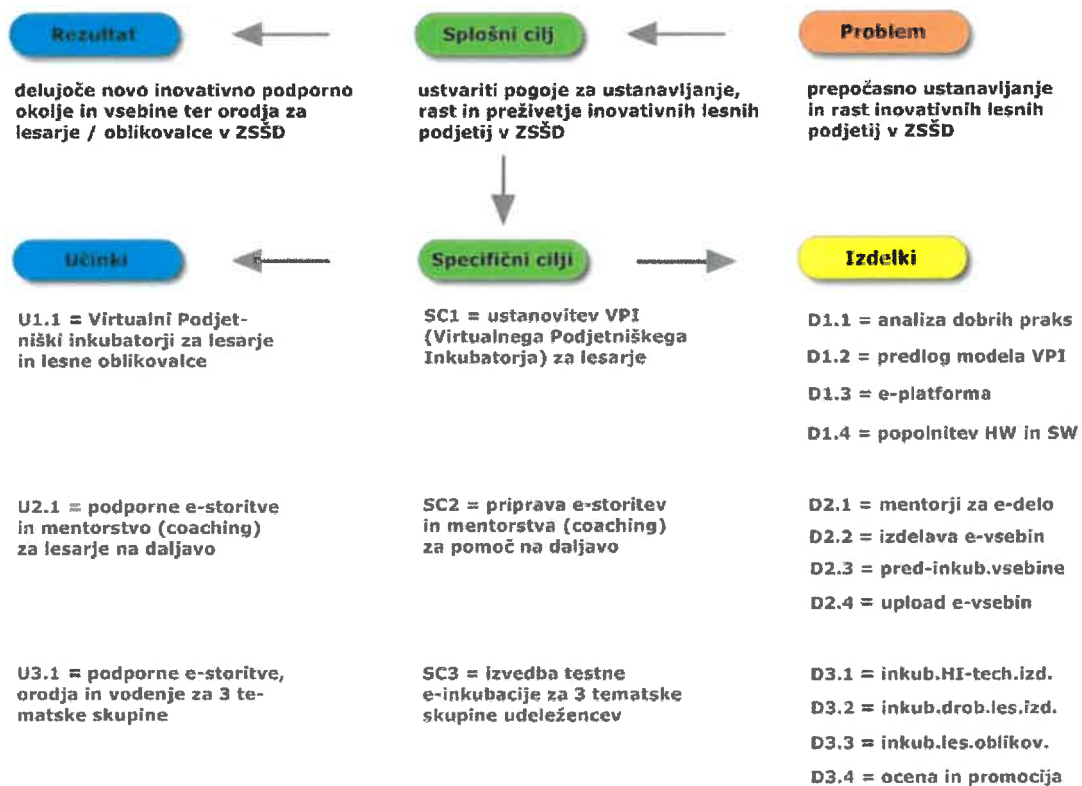 Rezultat
Splošni cilj
Problem
delujoče novo inovativno podporno
okolje in vsebine ter orodja za
lesarje / oblikovalce v ZSŠD
ustvariti pogoje za ustanavljanje,
rast in preživetje inovativnih lesnih
podjetij v ZSŠD
prepočasno ustanavljanje
in rast inovativnih lesnih
podjetij v ZSŠD
Učinki
Specifični cilji
Izdelki
U1.1 = Virtualni Podjet-
niški inkubatorji za lesarje
in lesne oblikovalce
SC1 = ustanovitev VPI
(Virtualnega Podjetniškega
Inkubatorja) za lesarje
D1.1 = analiza dobrih praks
D1.2 = predlog modela VPI
D1.3 = e-platforma
D1.4 = popolnitev HW in SW
U2.1 = podporne e-storitve
in mentorstvo (coaching)
za lesarje na daljavo
SC2 = priprava e-storitev
in mentorstva (coaching)
za pomoč na daljavo
D2.1 = mentorji za e-delo
D2.2 = izdelava e-vsebin
D2.3 = pred-inkub.vsebine
D2.4 = upload e-vsebin
U3.1 = podporne e-storitve,
orodja in vodenje za 3 te-
matske skupine
SC3 = izvedba testne
e-inkubacije za 3 tematske
skupine udeležencev
D3.1 = inkub.HI-tech.izd.
D3.2 = inkub.drob.les.izd.
D3.3 = inkub.les.oblikov.
D3.4 = ocena in promocija